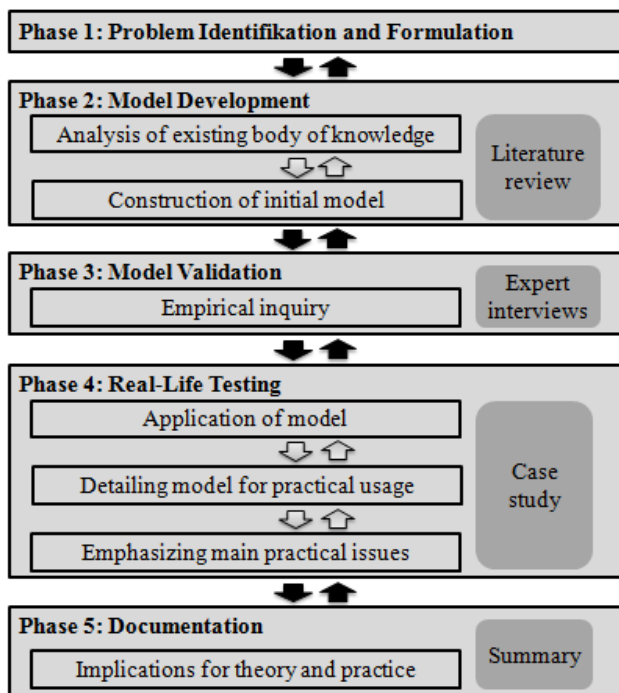 Phase 1: Problem Identifikation and Formulation
Phase 2: Model Development
Analysis of existing body of knowledge
Construction of initial model
Literature
review
Phase 3: Model Validation
Empirical inquiry
Expert
interviews
Phase 4: Real-Life Testing
Application of model
Detailing model for practical usage
Emphasizing main practical issues
Case
study
Phase 5: Documentation
Implications for theory and practice
Summary